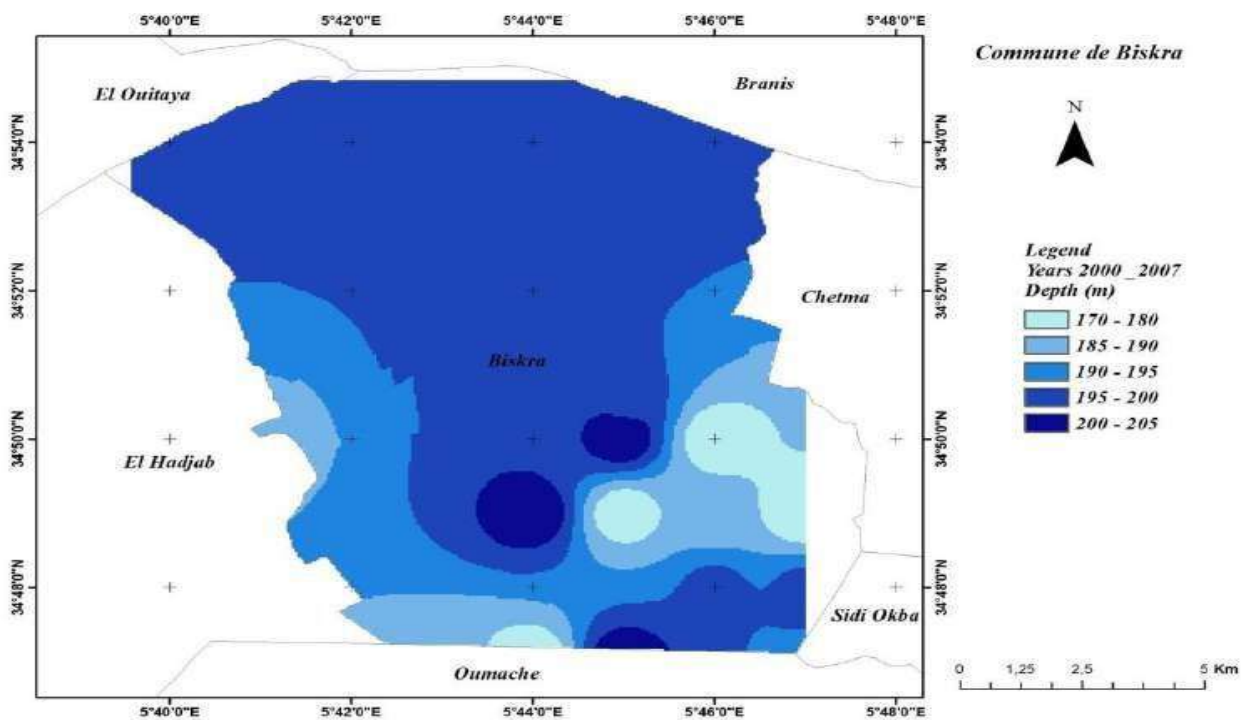 5°40'0"E 5°42'0"E 5°44'0"E 5°46'0"E 5°48'0"E
Commune de Biskra
El Ouitaya
Branis
N
34°54'0"N 34°54'0"N
34°52'0"N 34°52'0"N
Chetma
Legend
Years 2000_2007
Depth (m)
170 - 180
185 - 190
190 - 195
195 - 200
200 - 205
Biskra
34°50'0"N 34°50'0"N
El Hadjab
34°48'0"N 34°48'0"N
Sidi Okba
Oumache
0 1,25 2,5 5 Km
5°40'0"E 5°42'0"E 5°44'0"E 5°46'0"E 5°48'0"E